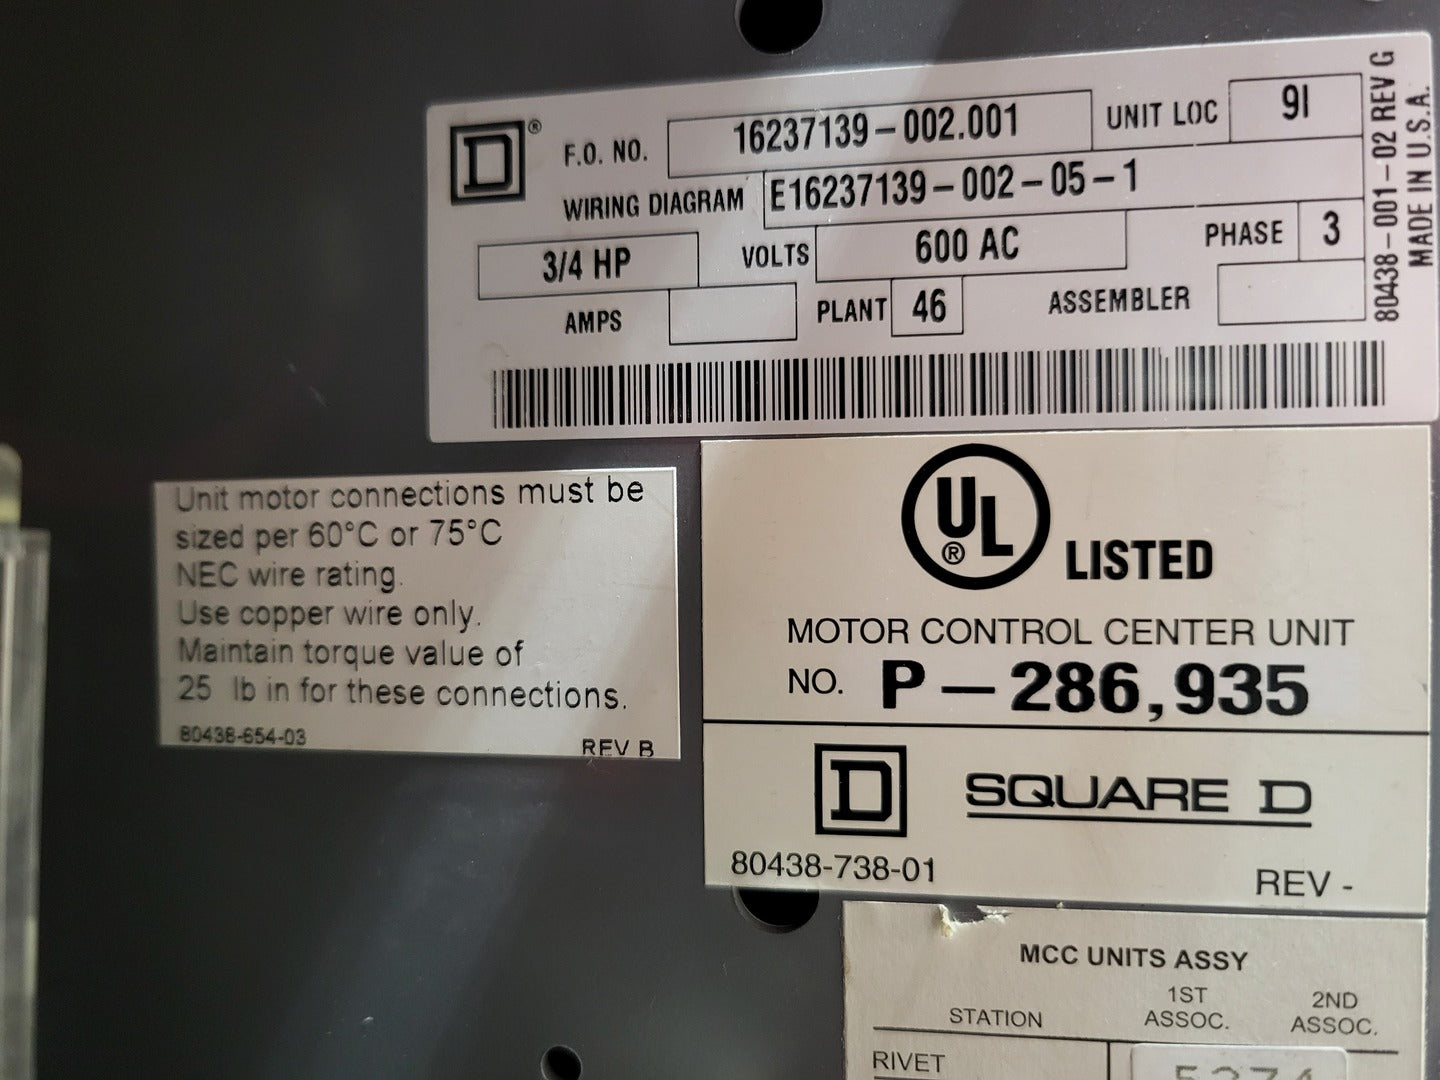 D ®
F.O. NO. 16237139-002.001 UNIT LOC 9I
WIRING DIAGRAM E16237139-002-05-1
3/4 HP VOLTS 600 AC PHASE 3
AMPS PLANT 46 ASSEMBLER
80438-001-02 REV G
MADE IN U.S.A.
Unit motor connections must be
sized per 60°C or 75°C
NEC wire rating.
Use copper wire only.
Maintain torque value of
25 lb in for these connections.
80438-654-03 REV B
UL ® LISTED
MOTOR CONTROL CENTER UNIT
NO. P-286,935
D SQUARE D
80438-738-01 REV -
MCC UNITS ASSY
STATION 1ST ASSOC. 2ND ASSOC.
RIVET